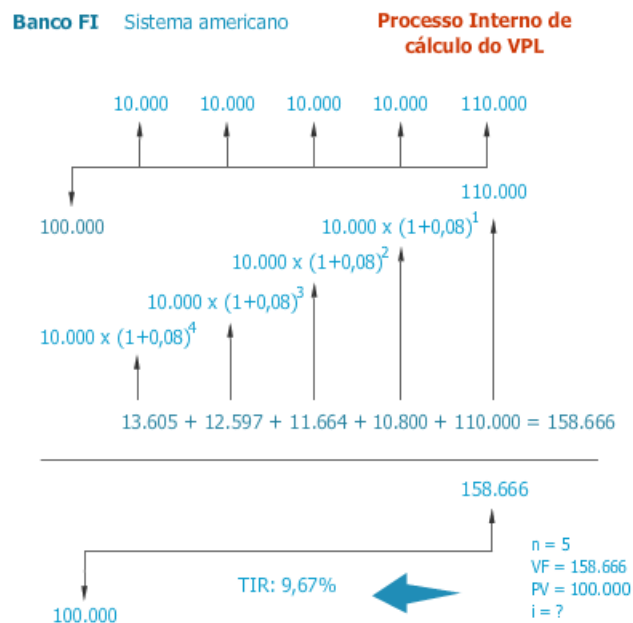 Banco FI Sistema americano
Processo Interno de
cálculo do VPL
10.000 10.000 10.000 10.000 110.000
100.000
110.000
10.000 x (1+0,08)¹
10.000 x (1+0,08)²
10.000 x (1+0,08)³
10.000 x (1+0,08)⁴
13.605 + 12.597 + 11.664 + 10.800 + 110.000 = 158.666
158.666
100.000
TIR: 9,67%
n = 5
VF = 158.666
PV = 100.000
i = ?